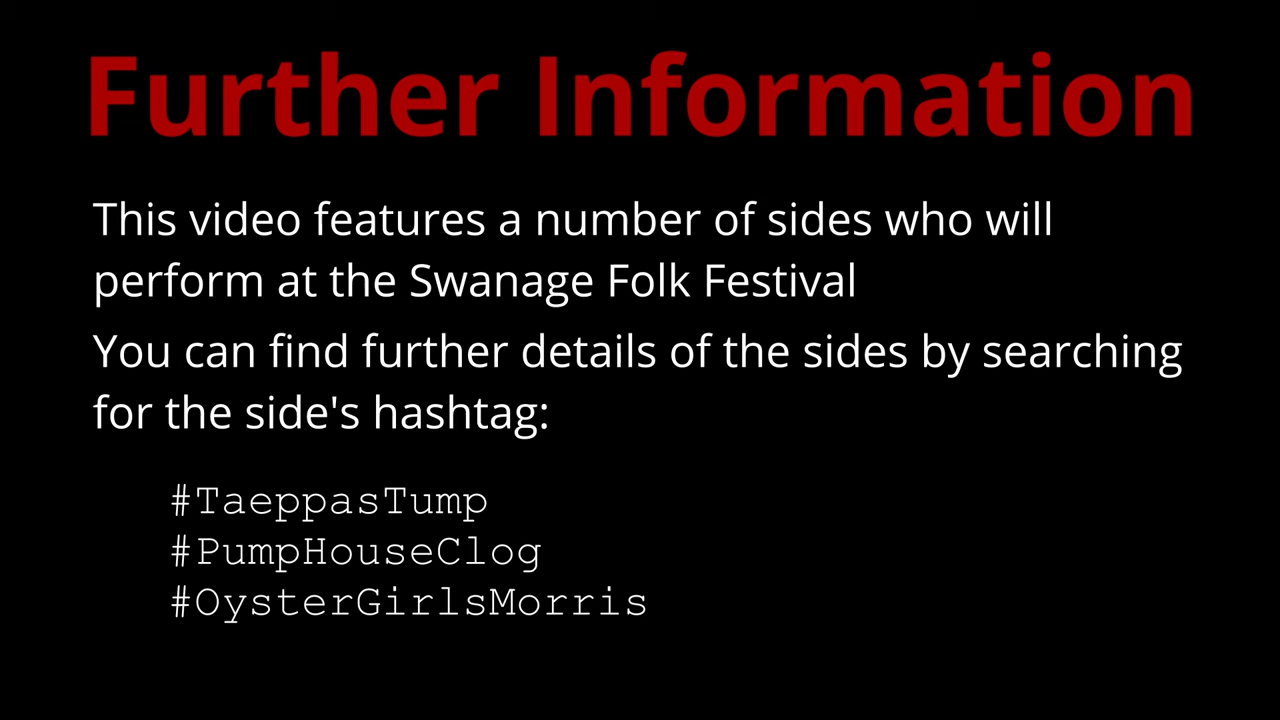 Further Information
This video features a number of sides who will
perform at the Swanage Folk Festival
You can find further details of the sides by searching
for the side's hashtag:
#TaeppasTump
#PumpHouseClog
#OysterGirlsMorris